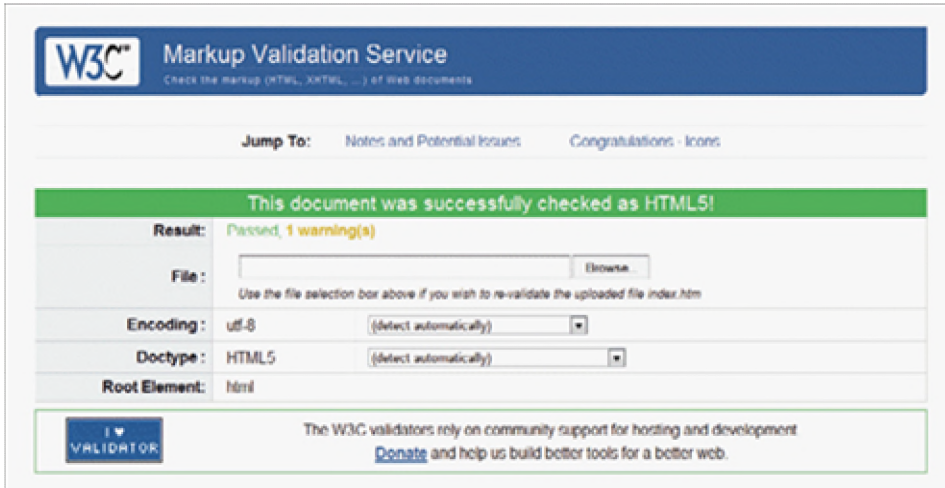 W3C®
Markup Validation Service
Check the markup (HTML, XHTML, ...) of Web documents
Jump To: Notes and Potential Issues Congratulations · Icons
This document was successfully checked as HTML5!
Result: Passed, 1 warning(s)
File : Browse...
Use the file selection box above if you wish to re-validate the uploaded file index.htm
Encoding : utf-8 (detect automatically)
Doctype : HTML5 (detect automatically)
Root Element: html
I ♥
VALIDATOR
The W3C validators rely on community support for hosting and development
Donate and help us build better tools for a better web.